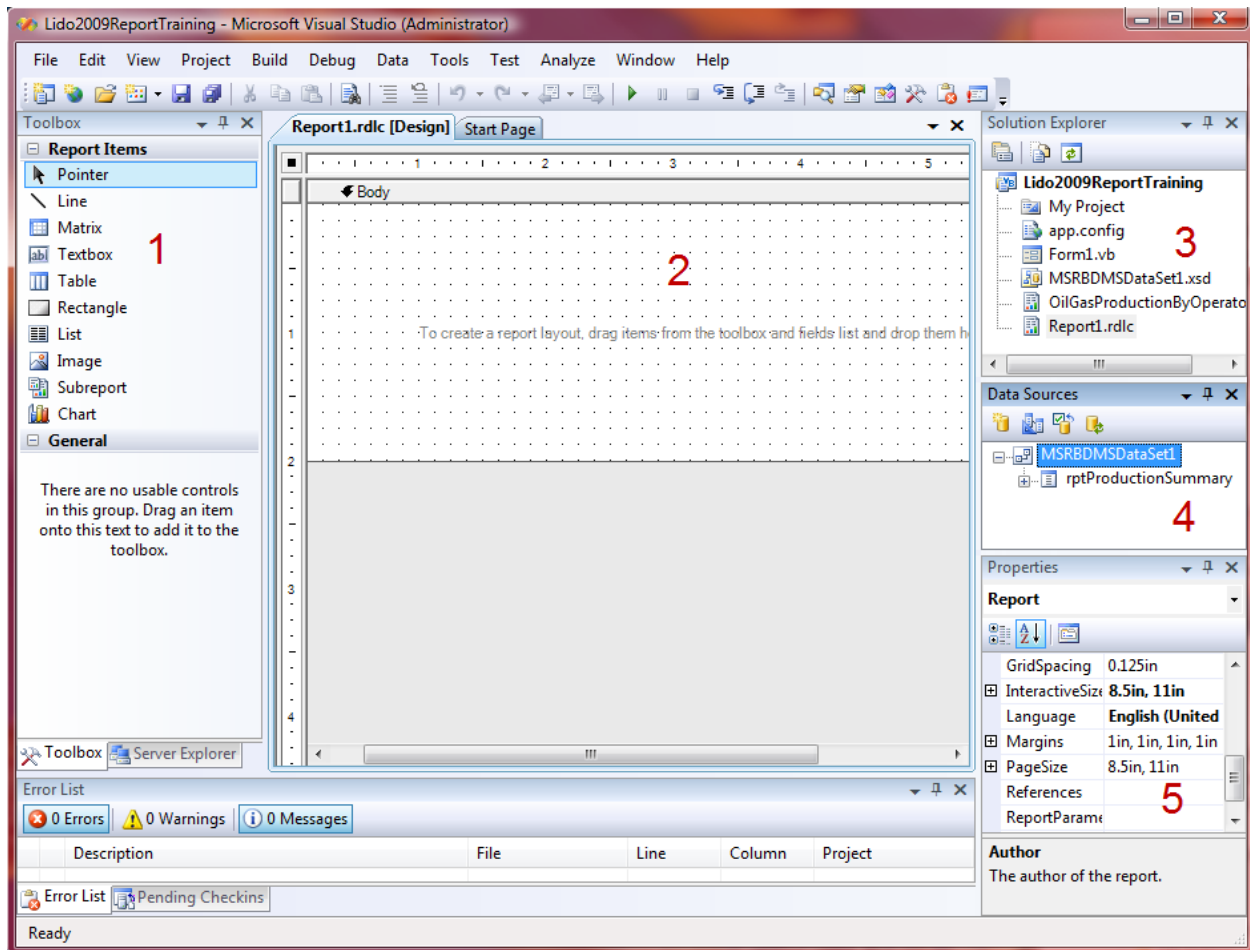 Lido2009ReportTraining - Microsoft Visual Studio (Administrator)
File Edit View Project Build Debug Data Tools Test Analyze Window Help
Toolbox
Report Items
Pointer
Line
Matrix
Textbox
Table
Rectangle
List
Image
Subreport
Chart
General
There are no usable controls
in this group. Drag an item
onto this text to add it to the
toolbox.
1
Toolbox Server Explorer
Report1.rdlc [Design] Start Page
1 2 3 4 5
Body
2
To create a report layout, drag items from the toolbox and fields list and drop them h
1
2
3
4
Solution Explorer
Lido2009ReportTraining
My Project
app.config
Form1.vb
MSRBDMSDataSet1.xsd
OilGasProductionByOperato
Report1.rdlc
3
Data Sources
MSRBDMSDataSet1
rptProductionSummary
4
Properties
Report
GridSpacing 0.125in
InteractiveSize 8.5in, 11in
Language English (United
Margins 1in, 1in, 1in, 1in
PageSize 8.5in, 11in
References
ReportParame
5
Author
The author of the report.
Error List
0 Errors 0 Warnings 0 Messages
Description File Line Column Project
Error List Pending Checkins
Ready